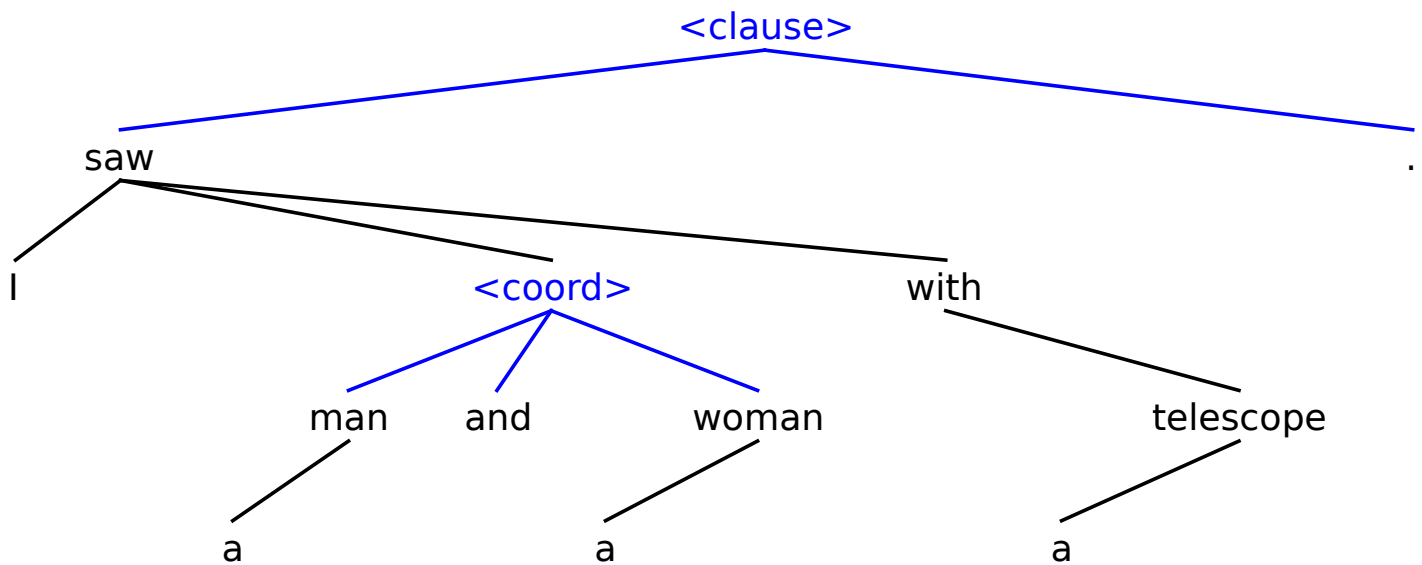 <clause>
saw .
I <coord> with
man and woman telescope
a a a